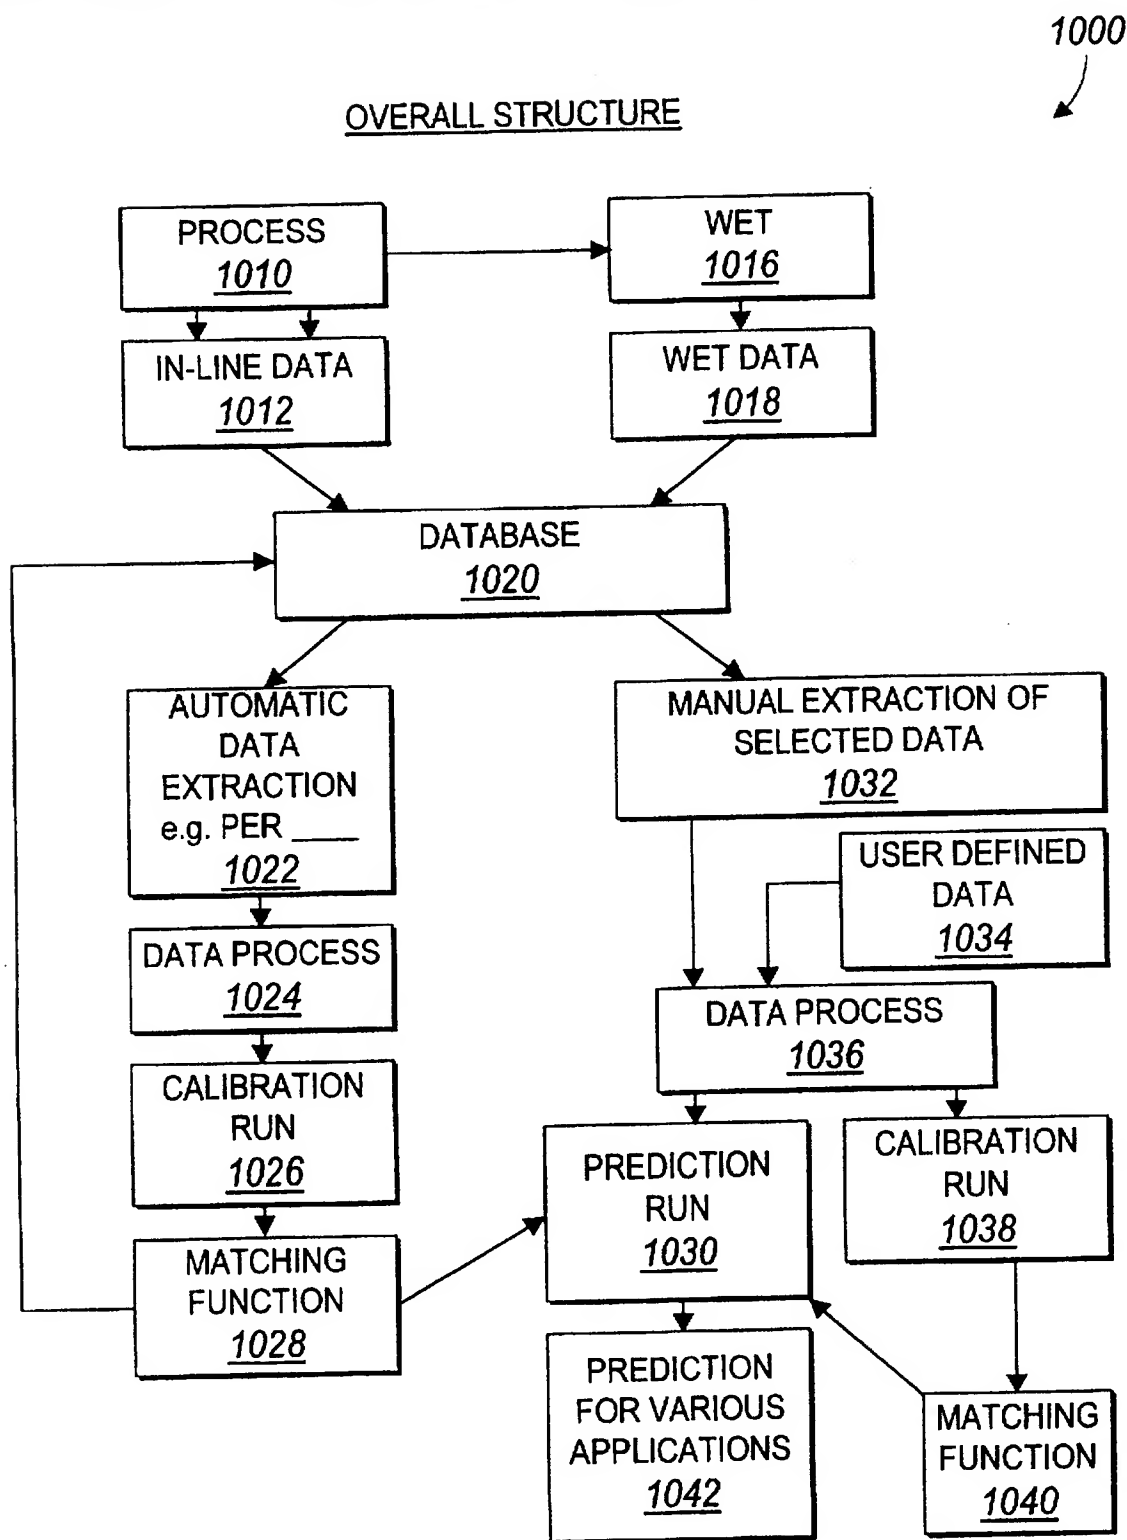 1000
OVERALL STRUCTURE
PROCESS
1010
WET
1016
IN-LINE DATA
1012
WET DATA
1018
DATABASE
1020
AUTOMATIC
DATA
EXTRACTION
e.g. PER ____
1022
MANUAL EXTRACTION OF
SELECTED DATA
1032
USER DEFINED
DATA
1034
DATA PROCESS
1024
DATA PROCESS
1036
CALIBRATION
RUN
1026
PREDICTION
RUN
1030
CALIBRATION
RUN
1038
MATCHING
FUNCTION
1028
PREDICTION
FOR VARIOUS
APPLICATIONS
1042
MATCHING
FUNCTION
1040